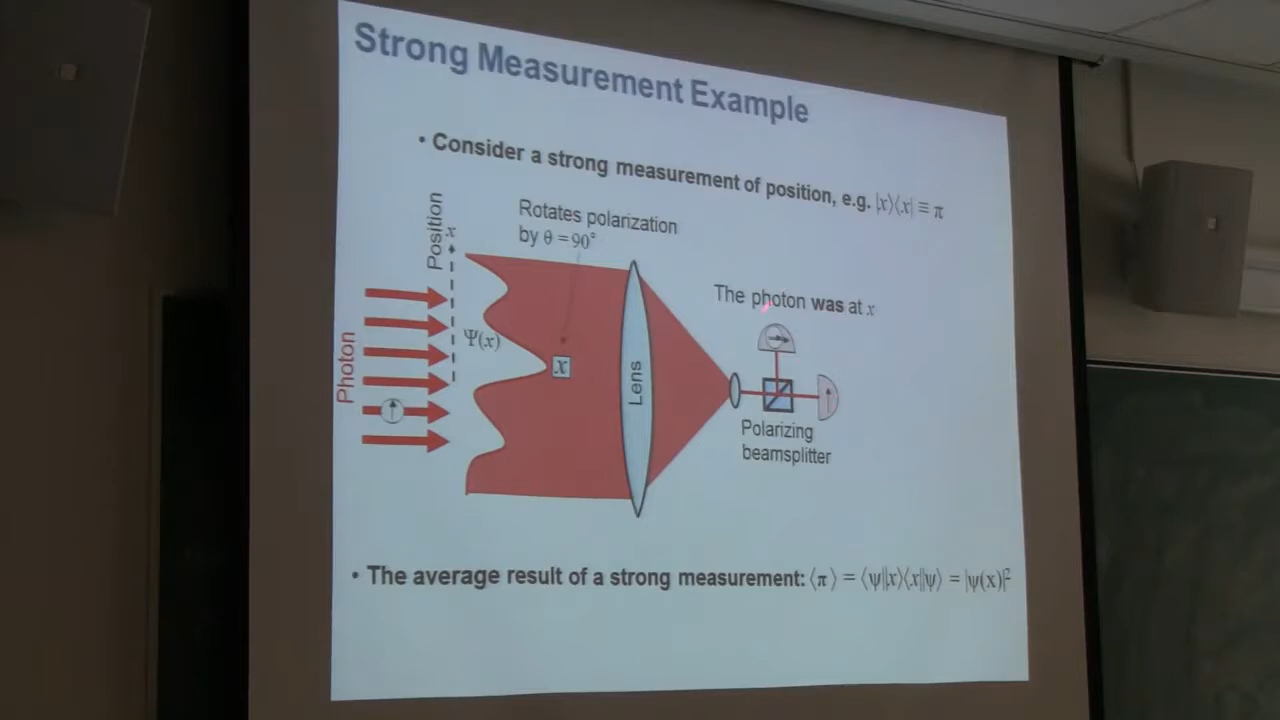 Strong Measurement Example
• Consider a strong measurement of position, e.g. |x⟩⟨x| ≡ π
Position
x
Rotates polarization
by θ = 90°
Photon
Ψ(x)
x
Lens
The photon was at x
Polarizing
beamsplitter
• The average result of a strong measurement: ⟨π⟩ = ⟨ψ||x⟩⟨x||ψ⟩ = |ψ(x)|²